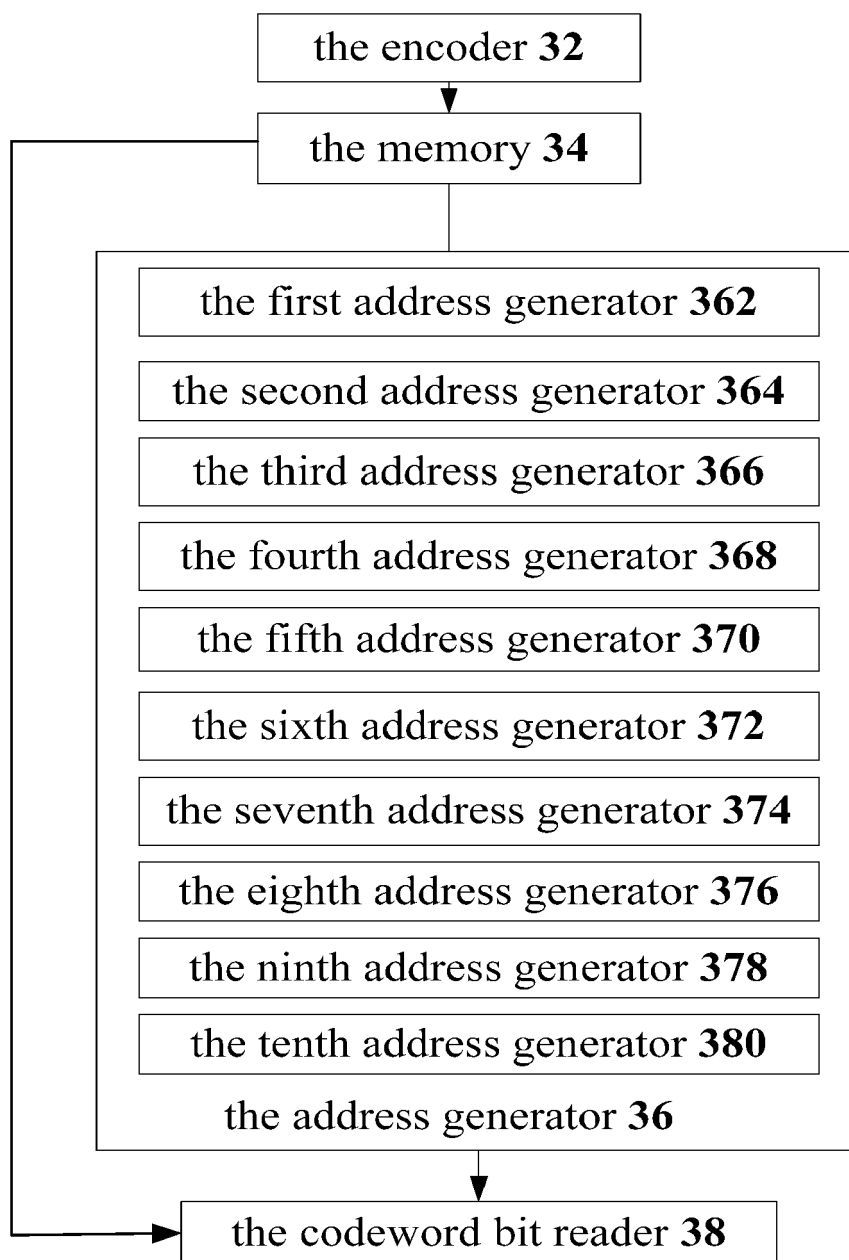 the encoder 32
the memory 34
the first address generator 362
the second address generator 364
the third address generator 366
the fourth address generator 368
the fifth address generator 370
the sixth address generator 372
the seventh address generator 374
the eighth address generator 376
the ninth address generator 378
the tenth address generator 380
the address generator 36
the codeword bit reader 38